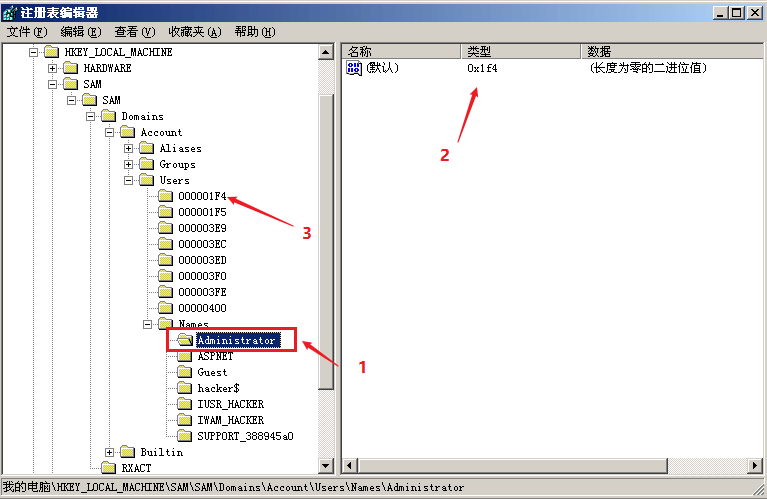 注册表编辑器
文件(F) 编辑(E) 查看(V) 收藏夹(A) 帮助(H)
HKEY_LOCAL_MACHINE
HARDWARE
SAM
SAM
Domains
Account
Aliases
Groups
Users
000001F4
000001F5
000003E9
000003EC
000003ED
000003F0
000003FE
00000400
Names
Administrator
ASPNET
Guest
hacker$
IUSR_HACKER
IWAM_HACKER
SUPPORT_388945a0
Builtin
RXACT
3
1
名称 类型 数据
(默认) 0x1f4 (长度为零的二进位值)
2
我的电脑\HKEY_LOCAL_MACHINE\SAM\SAM\Domains\Account\Users\Names\Administrator